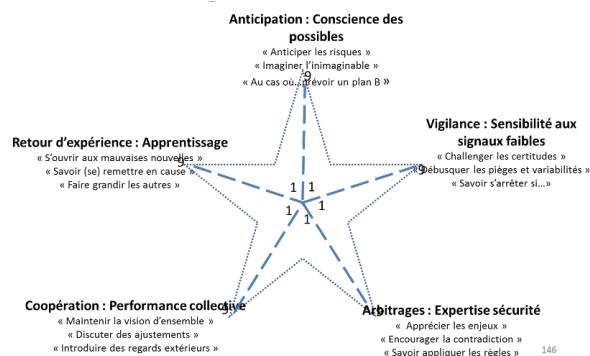 Anticipation : Conscience des
possibles
« Anticiper les risques »
« Imaginer l'inimaginable »
« Au cas où…prévoir un plan B »
9
Vigilance : Sensibilité aux
signaux faibles
« Challenger les certitudes »
« Débusquer les pièges et variabilités »
« Savoir s'arrêter si…»
9
Retour d'expérience : Apprentissage
« S'ouvrir aux mauvaises nouvelles »
« Savoir (se) remettre en cause »
« Faire grandir les autres »
9
1
1
1
1
1
Coopération : Performance collective
« Maintenir la vision d'ensemble »
« Discuter des ajustements »
« Introduire des regards extérieurs »
9
Arbitrages : Expertise sécurité
« Apprécier les enjeux »
« Encourager la contradiction »
« Savoir appliquer les règles »
9
146